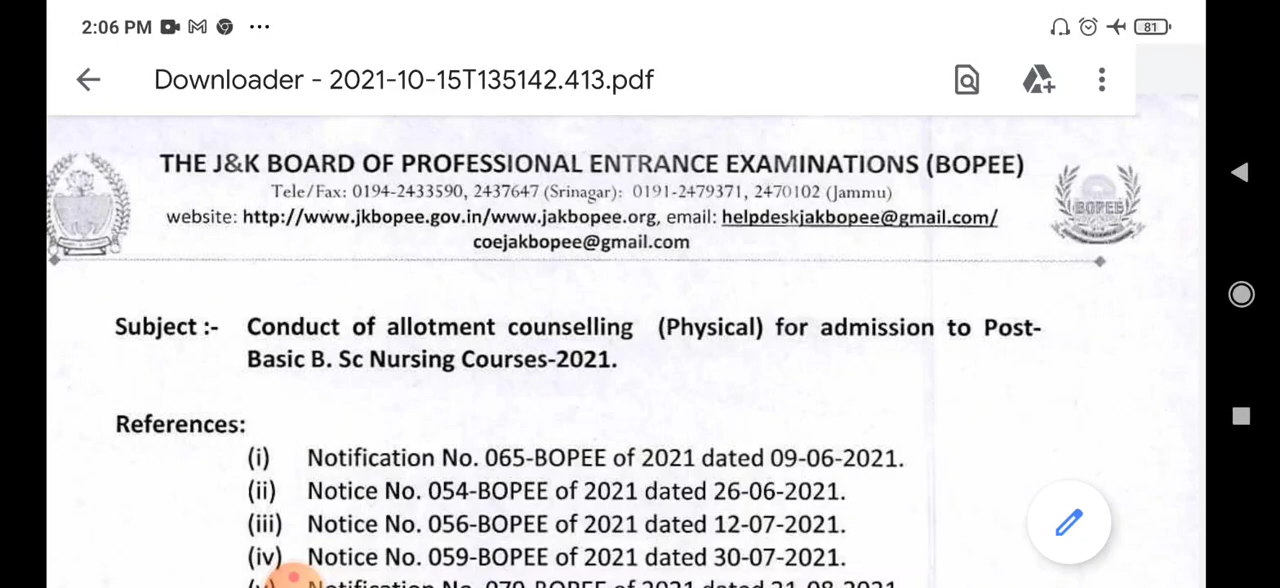 2:06 PM
81
Downloader - 2021-10-15T135142.413.pdf
THE J&K BOARD OF PROFESSIONAL ENTRANCE EXAMINATIONS (BOPEE)
Tele/Fax: 0194-2433590, 2437647 (Srinagar): 0191-2479371, 2470102 (Jammu)
website: http://www.jkbopee.gov.in/www.jakbopee.org, email: helpdeskjakbopee@gmail.com/
coejakbopee@gmail.com
BOPEE
Subject :- Conduct of allotment counselling (Physical) for admission to Post-
Basic B. Sc Nursing Courses-2021.
References:
(i) Notification No. 065-BOPEE of 2021 dated 09-06-2021.
(ii) Notice No. 054-BOPEE of 2021 dated 26-06-2021.
(iii) Notice No. 056-BOPEE of 2021 dated 12-07-2021.
(iv) Notice No. 059-BOPEE of 2021 dated 30-07-2021.